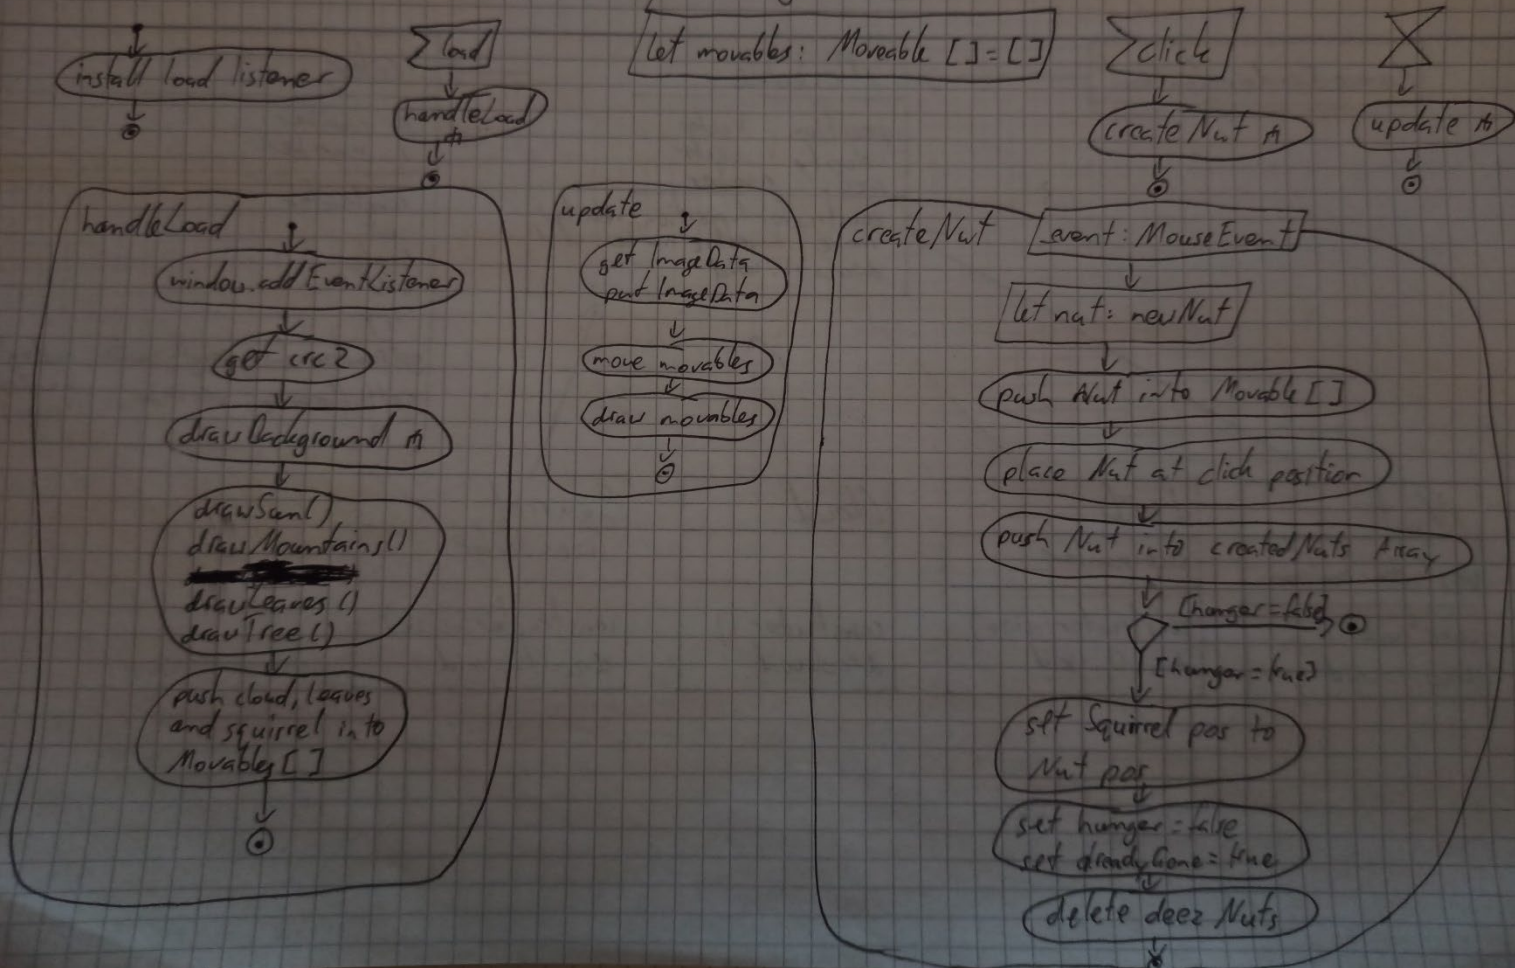 install load listener
load
handleLoad
let movables: Moveable [] = []
click
createNut
update
handleLoad
window.addEventListener
get crc2
drawBackground
drawSun()
drawMountains()
drawLeaves()
drawTree()
push cloud, leaves
and squirrel into
Movables []
update
get ImageData
put ImageData
move movables
draw movables
createNut
_event: MouseEvent
let nut: new Nut
push Nut into Movable []
place Nut at click position
push Nut into createdNuts Array
[hunger = false]
[hunger = true]
set Squirrel pos to
Nut pos
set hunger = false
set alreadyGone = true
delete deez Nuts